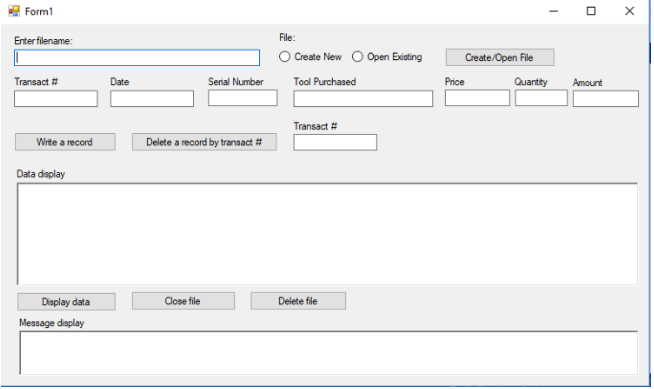 Form1
Enter filename:
File:
Create New
Open Existing
Create/Open File
Transact #
Date
Serial Number
Tool Purchased
Price
Quantity
Amount
Write a record
Delete a record by transact #
Transact #
Data display
Display data
Close file
Delete file
Message display